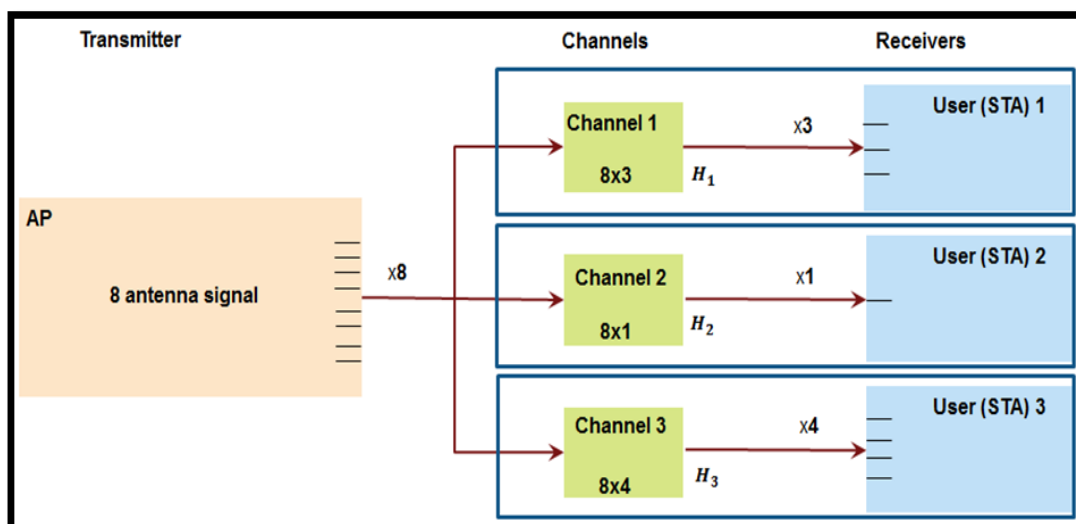 Transmitter
Channels
Receivers
AP
8 antenna signal
x8
Channel 1
8x3
H₁
x3
User (STA) 1
Channel 2
8x1
H₂
x1
User (STA) 2
Channel 3
8x4
H₃
x4
User (STA) 3